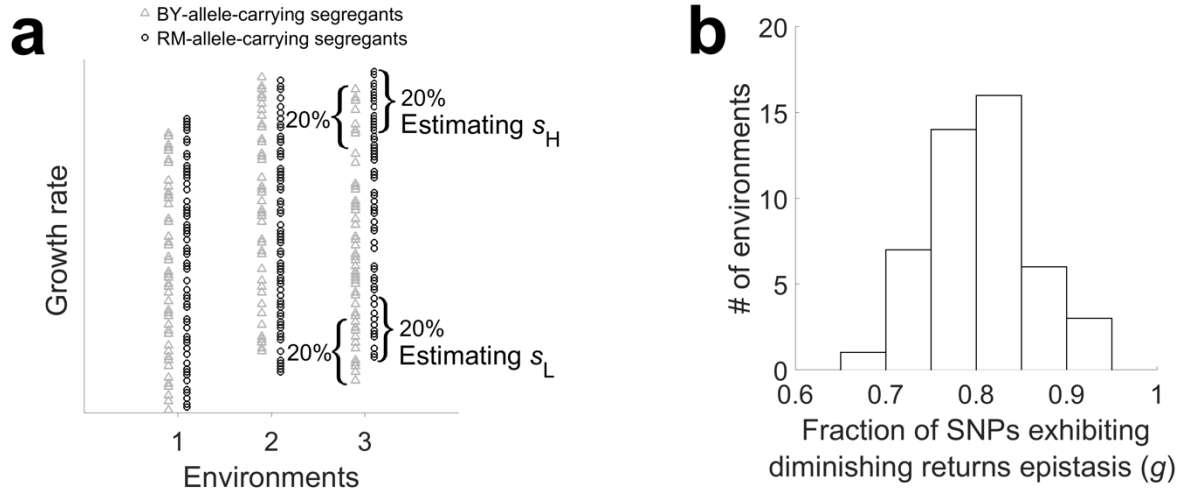 a
△ BY-allele-carrying segregants
○ RM-allele-carrying segregants
Growth rate
20%
20%
Estimating sH
20%
20%
Estimating sL
1 2 3
Environments
b
# of environments
20
15
10
5
0
0.6 0.7 0.8 0.9 1
Fraction of SNPs exhibiting
diminishing returns epistasis (g)